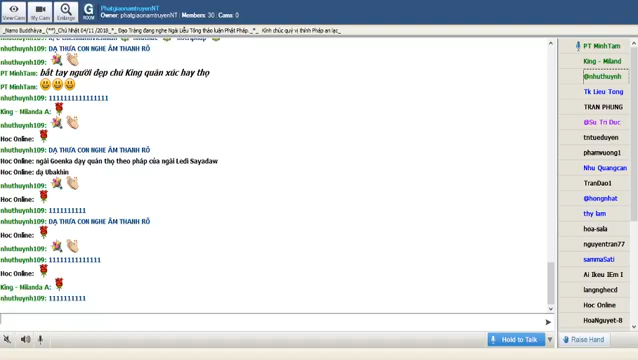 PhatgiaonamtruyenNT
Owner: phatgiaonamtruyenNT | Members: 30 | Cams: 0
View Cam
My Cam
Enlarge
G
ROOM
_Namo Buddhàya_ (**)_Chủ Nhật 04/11/2018_*_ Đạo Tràng đang nghe Ngài Liễu Tông thảo luận Phật Pháp._*_ Kính chúc quý vị thính Pháp an lạc_
nhuthuynh109: DẠ THƯA CON NGHE ÂM THANH RÕ
nhuthuynh109:
PT MinhTam: bắt tay người đẹp chú King quán xúc hay thọ
PT MinhTam:
nhuthuynh109: 1111111111111111
King - Milanda A:
nhuthuynh109:
Hoc Online:
nhuthuynh109: DẠ THƯA CON NGHE ÂM THANH RÕ
Hoc Online: ngài Goenka dạy quán thọ theo pháp của ngài Ledi Sayadaw
Hoc Online: dạ Ubakhin
nhuthuynh109:
Hoc Online:
nhuthuynh109: 1111111111
nhuthuynh109: DẠ THƯA CON NGHE ÂM THANH RÕ
Hoc Online:
nhuthuynh109:
nhuthuynh109: 11111111111111
Hoc Online:
King - Milanda A:
nhuthuynh109: 1111111111
PT MinhTam
King - Miland
@nhuthuynh
Tk Lieu Tong
TRAN PHUNG
@Su Tri Duc
tntueduyen
phamvuong1
Nhu Quangcan
TranDao1
@hongnhat
thy lam
hoa-sala
nguyentran77
sammaSati
Ai Ikeu IEm I
langnghecd
Hoc Online
HoaNguyet-8
Hold to Talk
Raise Hand